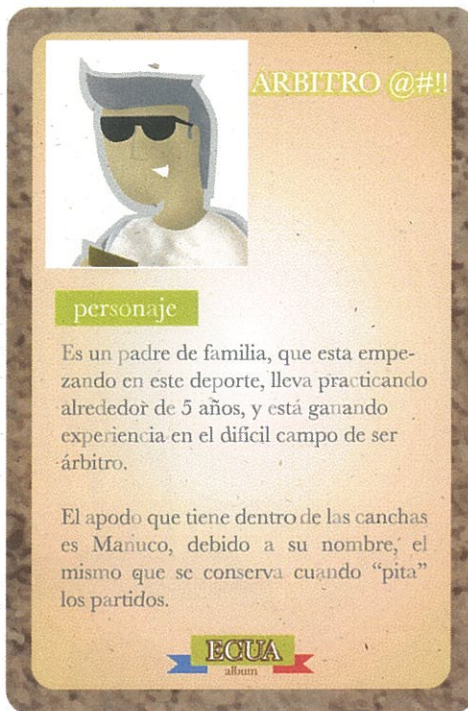 ÁRBITRO @#!!
personaje
Es un padre de familia, que esta empe-
zando en este deporte, lleva practicando
alrededor de 5 años, y está ganando
experiencia en el difícil campo de ser
árbitro.
El apodo que tiene dentro de las canchas
es Manuco, debido a su nombre, el
mismo que se conserva cuando “pita”
los partidos.
ECUA
album